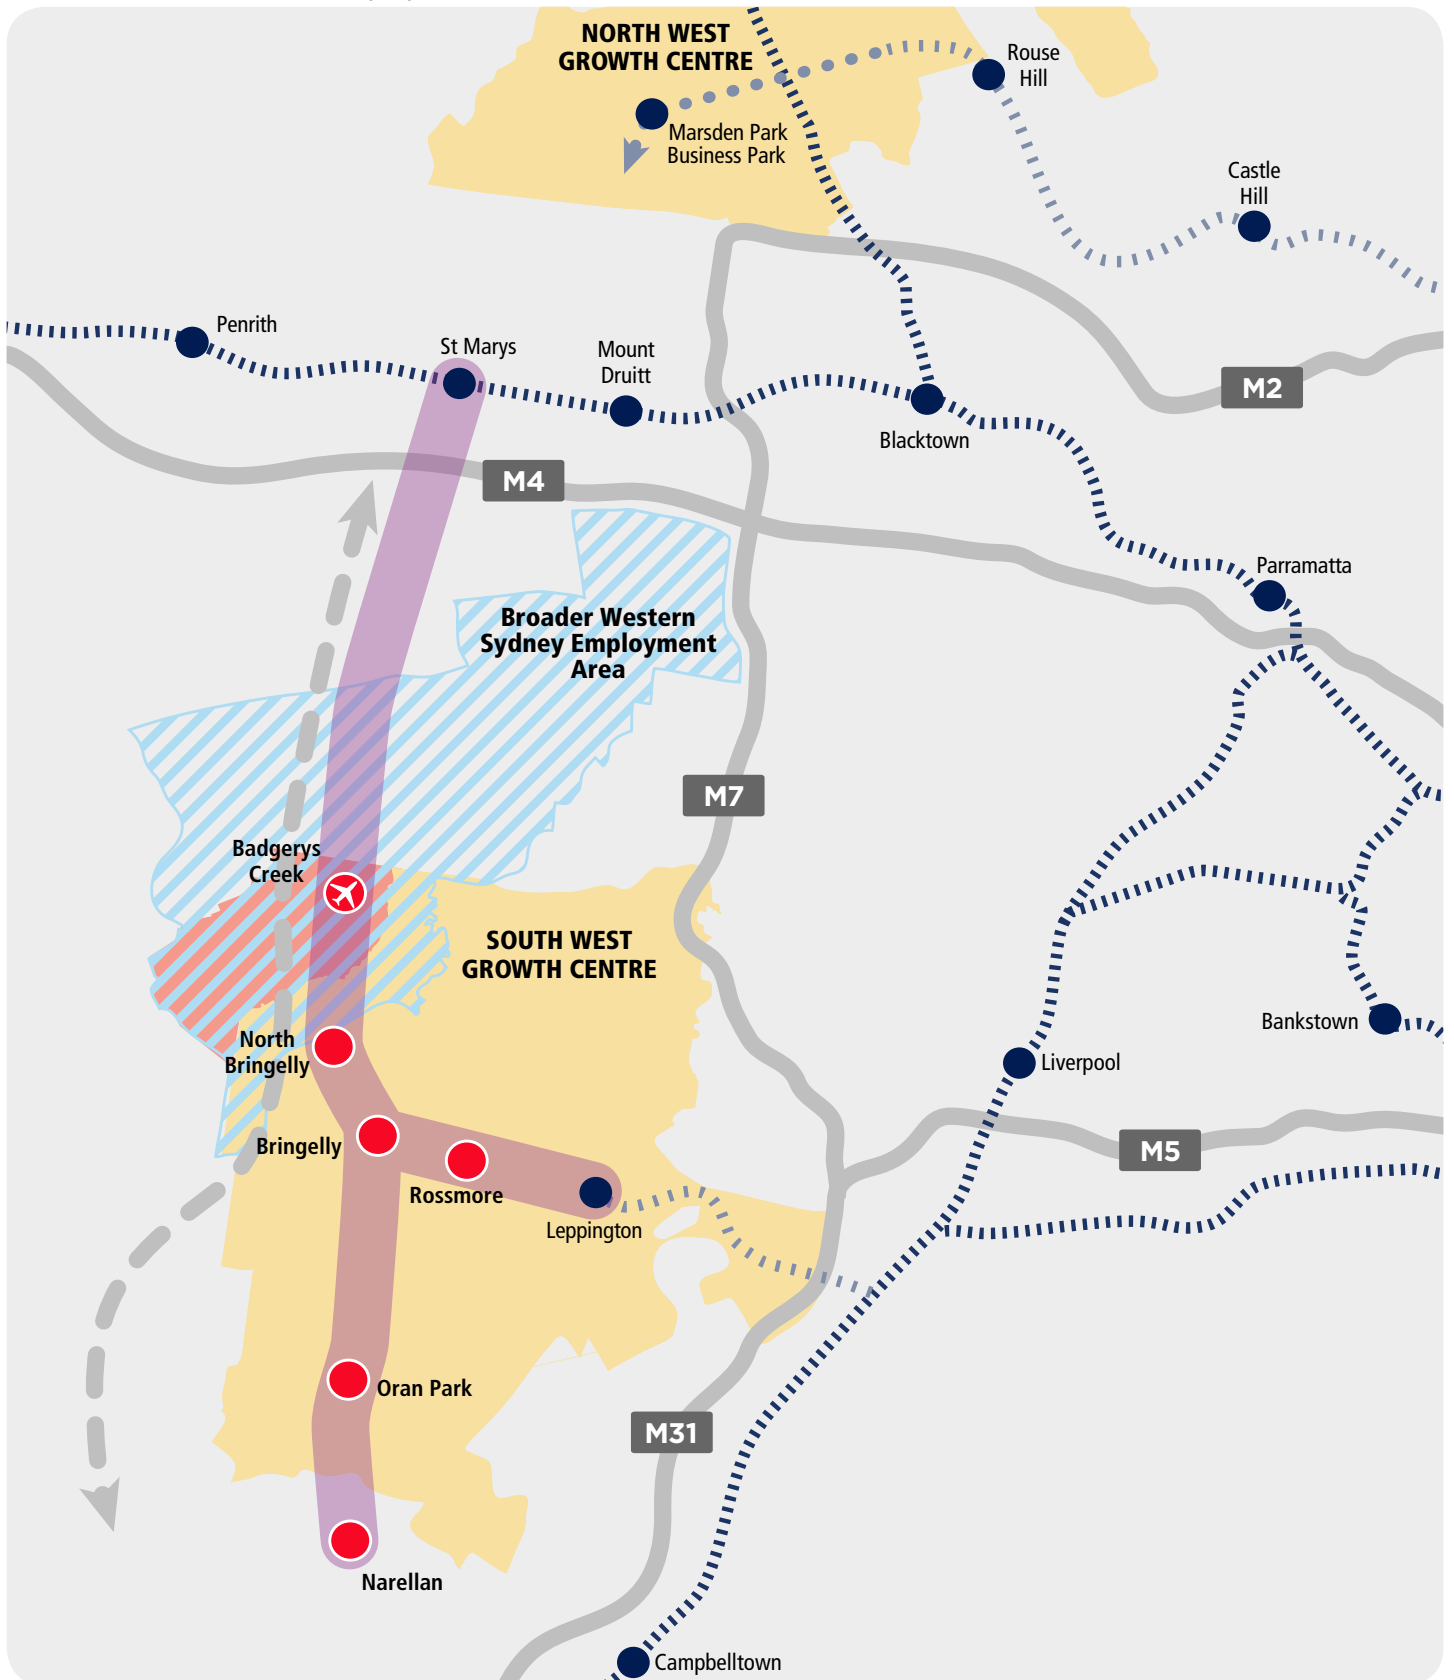 NORTH WEST
GROWTH CENTRE
Rouse
Hill
Marsden Park
Business Park
Castle
Hill
Penrith
St Marys
Mount
Druitt
M2
Blacktown
M4
Parramatta
Broader Western
Sydney Employment
Area
M7
Badgerys
Creek
SOUTH WEST
GROWTH CENTRE
Bankstown
North
Bringelly
Liverpool
Bringelly
M5
Rossmore
Leppington
Oran Park
M31
Narellan
Campbelltown